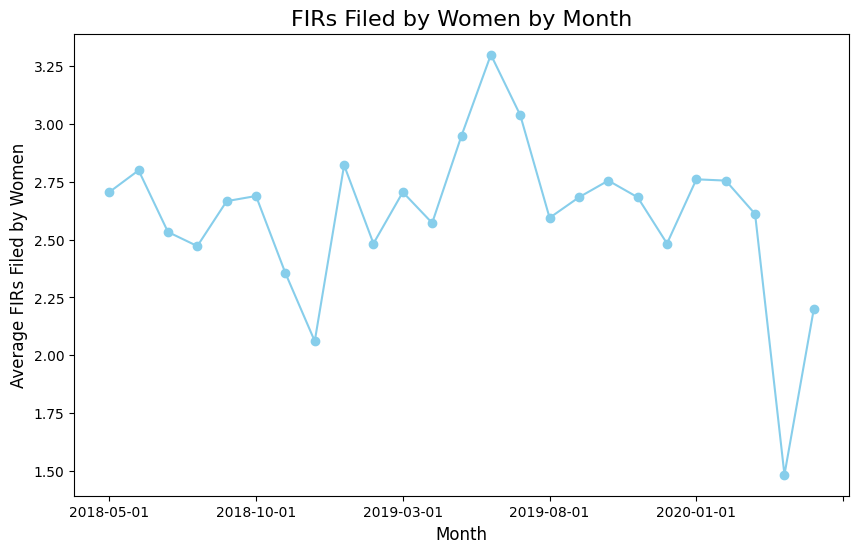 FIRs Filed by Women by Month
Average FIRs Filed by Women
3.25
3.00
2.75
2.50
2.25
2.00
1.75
1.50
2018-05-01 2018-10-01 2019-03-01 2019-08-01 2020-01-01
Month